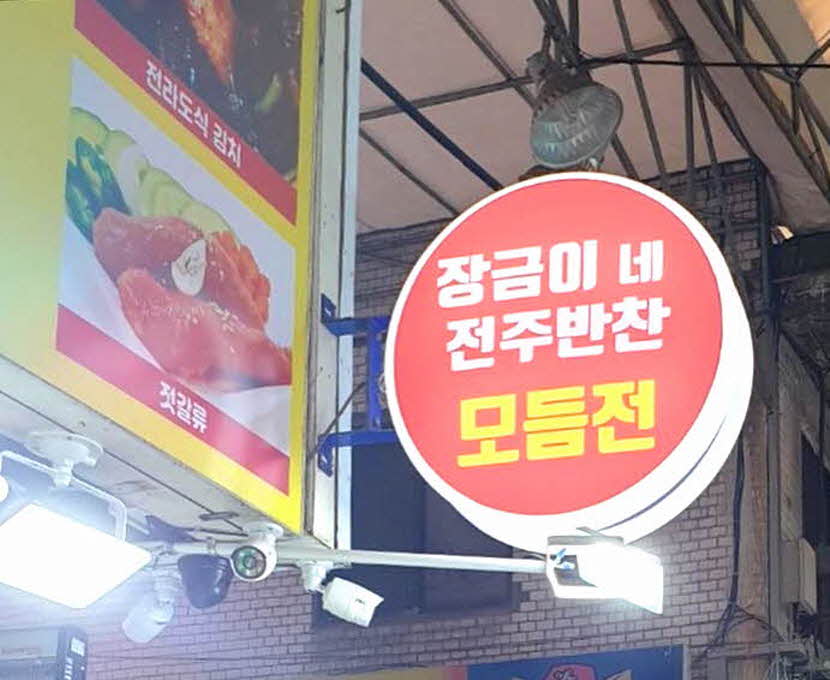 전라도식 김치
젓갈류
장금이 네
전주반찬
모듬전